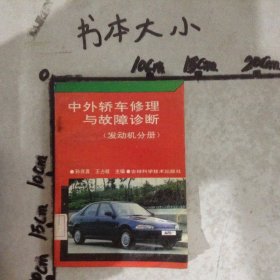 书本大小
0 10cm 15cm 20cm
中外轿车修理
与故障诊断
(发动机分册)
主编 ●吉林科学技术出版社
10cm
15cm
20cm